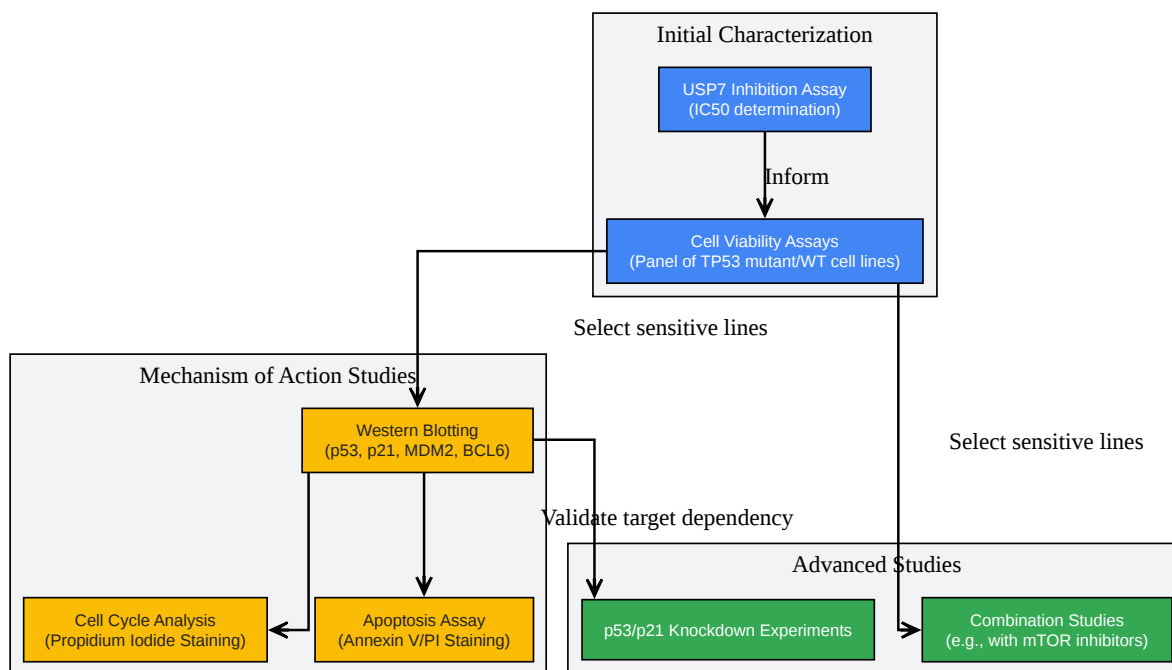 Initial Characterization
USP7 Inhibition Assay
(IC50 determination)
Inform
Cell Viability Assays
(Panel of TP53 mutant/WT cell lines)
Select sensitive lines
Mechanism of Action Studies
Western Blotting
(p53, p21, MDM2, BCL6)
Select sensitive lines
Validate target dependency
Advanced Studies
Cell Cycle Analysis
(Propidium Iodide Staining)
Apoptosis Assay
(Annexin V/PI Staining)
p53/p21 Knockdown Experiments
Combination Studies
(e.g., with mTOR inhibitors)